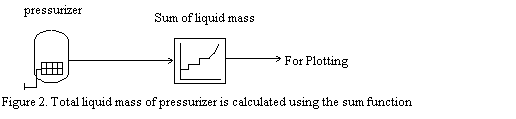 pressurizer
Sum of liquid mass
For Plotting
Figure 2. Total liquid mass of pressurizer is calculated using the sum function